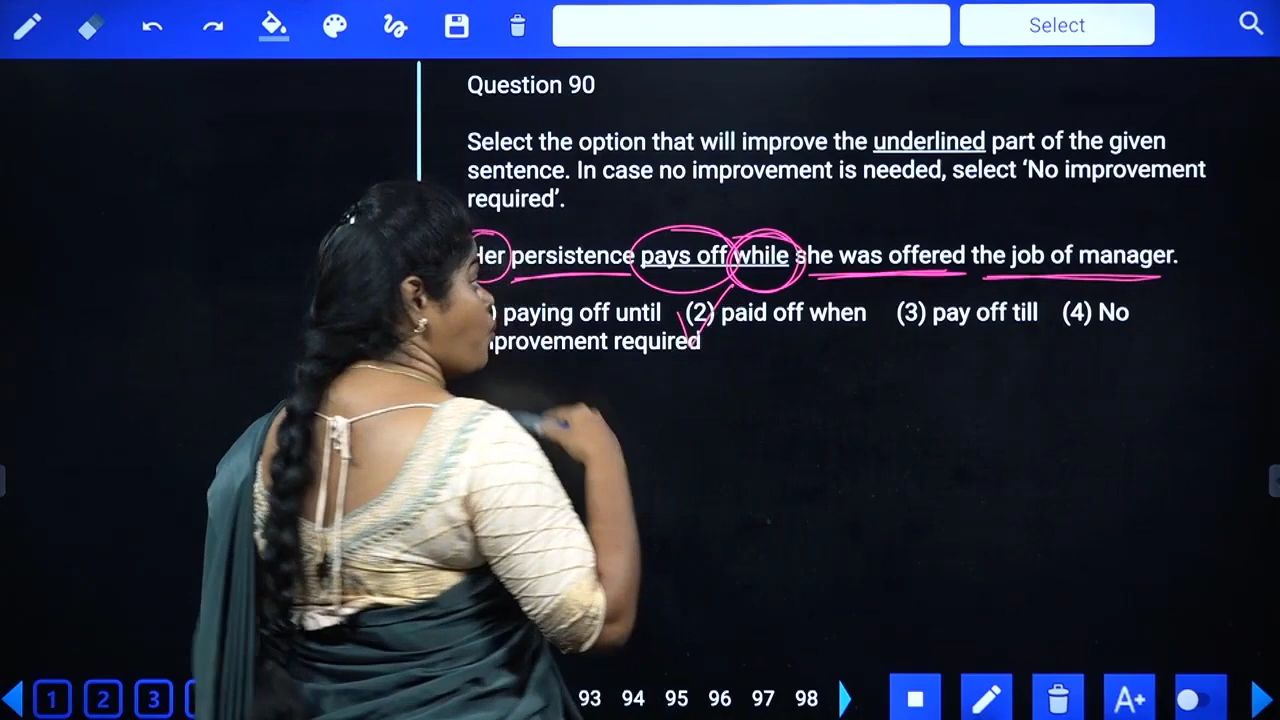 Select
Question 90
Select the option that will improve the underlined part of the given
sentence. In case no improvement is needed, select ‘No improvement
required’.
Her persistence pays off while she was offered the job of manager.
paying off until (2) paid off when (3) pay off till (4) No
improvement required
1 2 3 93 94 95 96 97 98 A+